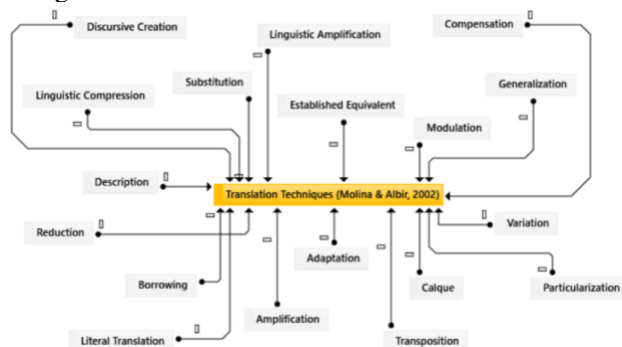 Discursive Creation
Compensation
Linguistic Amplification
Substitution
Generalization
Linguistic Compression
Established Equivalent
Modulation
Description
Translation Techniques (Molina & Albir, 2002)
Variation
Reduction
Adaptation
Borrowing
Calque
Particularization
Amplification
Literal Translation
Transposition